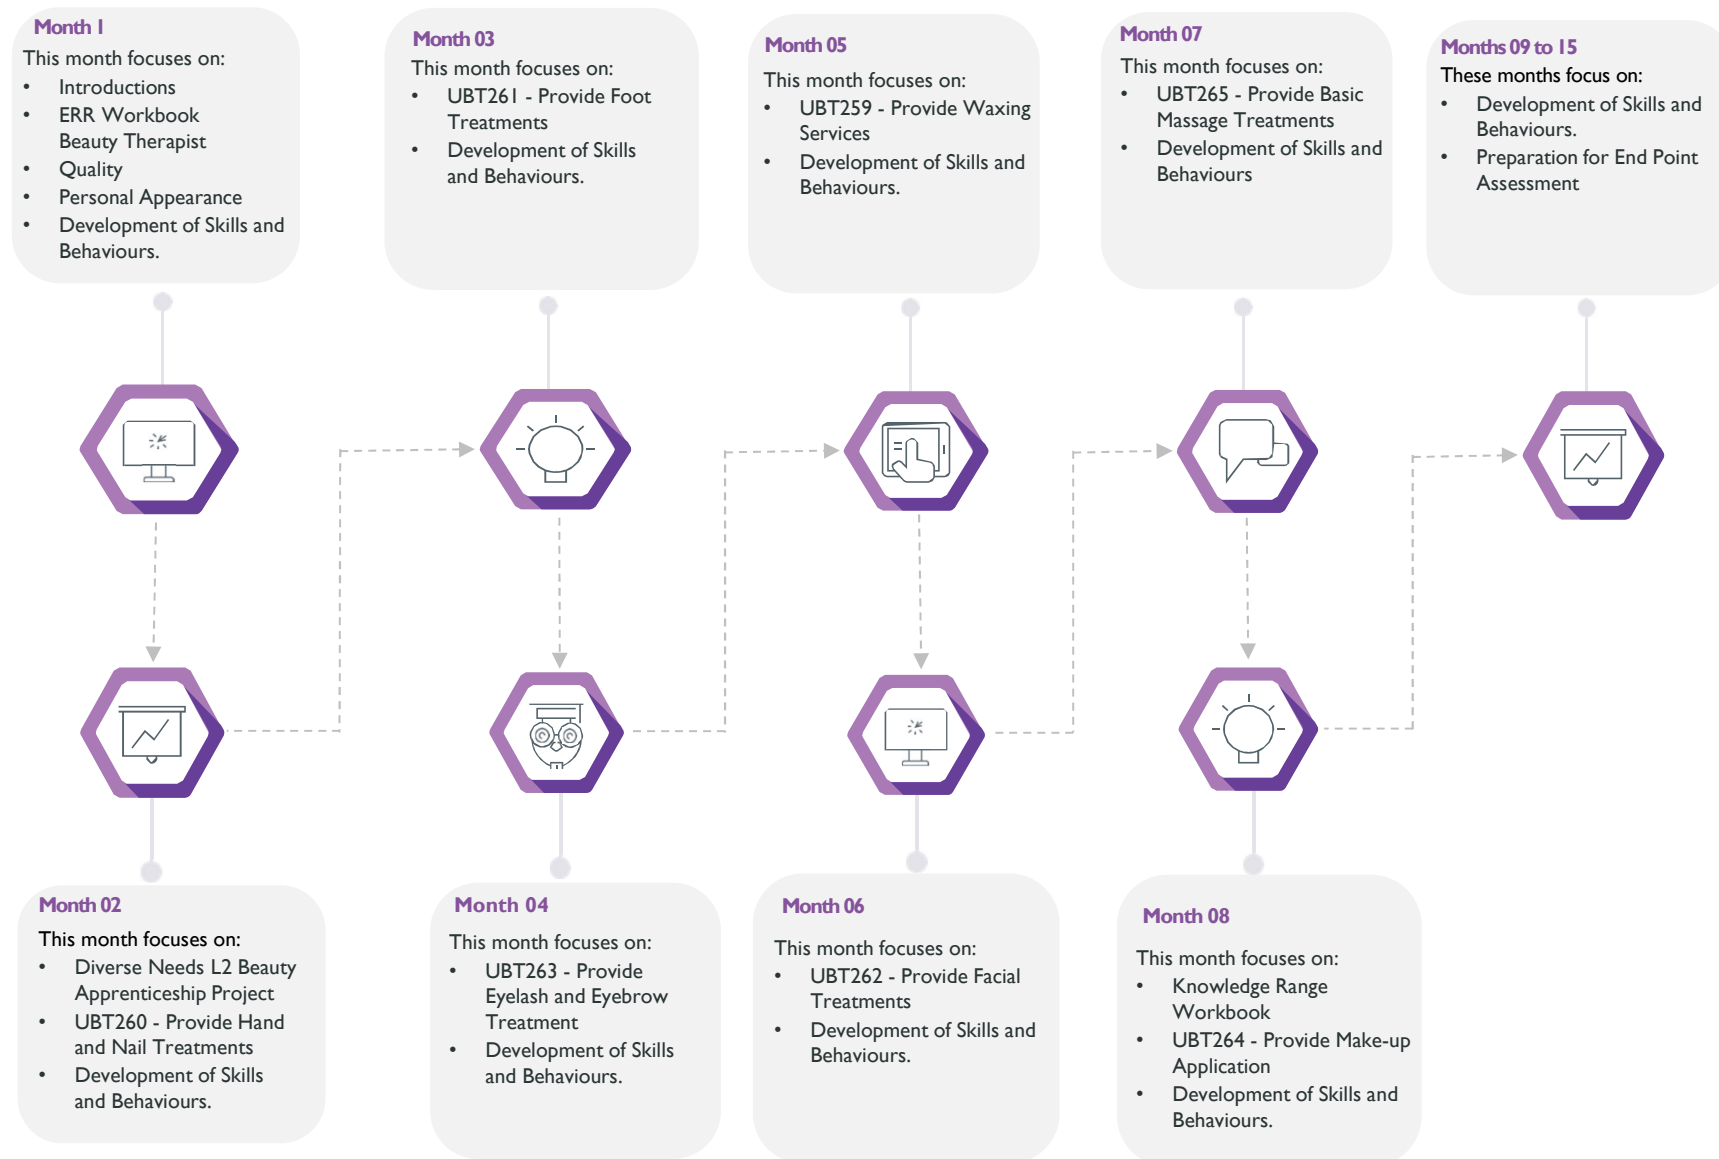 Month 1
This month focuses on:
• Introductions
• ERR Workbook
Beauty Therapist
• Quality
• Personal Appearance
• Development of Skills and
Behaviours.
Month 03
This month focuses on:
• UBT261 - Provide Foot
Treatments
• Development of Skills
and Behaviours.
Month 05
This month focuses on:
• UBT259 - Provide Waxing
Services
• Development of Skills and
Behaviours.
Month 07
This month focuses on:
• UBT265 - Provide Basic
Massage Treatments
• Development of Skills and
Behaviours
Months 09 to 15
These months focus on:
• Development of Skills and
Behaviours.
• Preparation for End Point
Assessment
Month 02
This month focuses on:
• Diverse Needs L2 Beauty
Apprenticeship Project
• UBT260 - Provide Hand
and Nail Treatments
• Development of Skills
and Behaviours.
Month 04
This month focuses on:
• UBT263 - Provide
Eyelash and Eyebrow
Treatment
• Development of Skills
and Behaviours.
Month 06
This month focuses on:
• UBT262 - Provide Facial
Treatments
• Development of Skills and
Behaviours.
Month 08
This month focuses on:
• Knowledge Range
Workbook
• UBT264 - Provide Make-up
Application
• Development of Skills and
Behaviours.